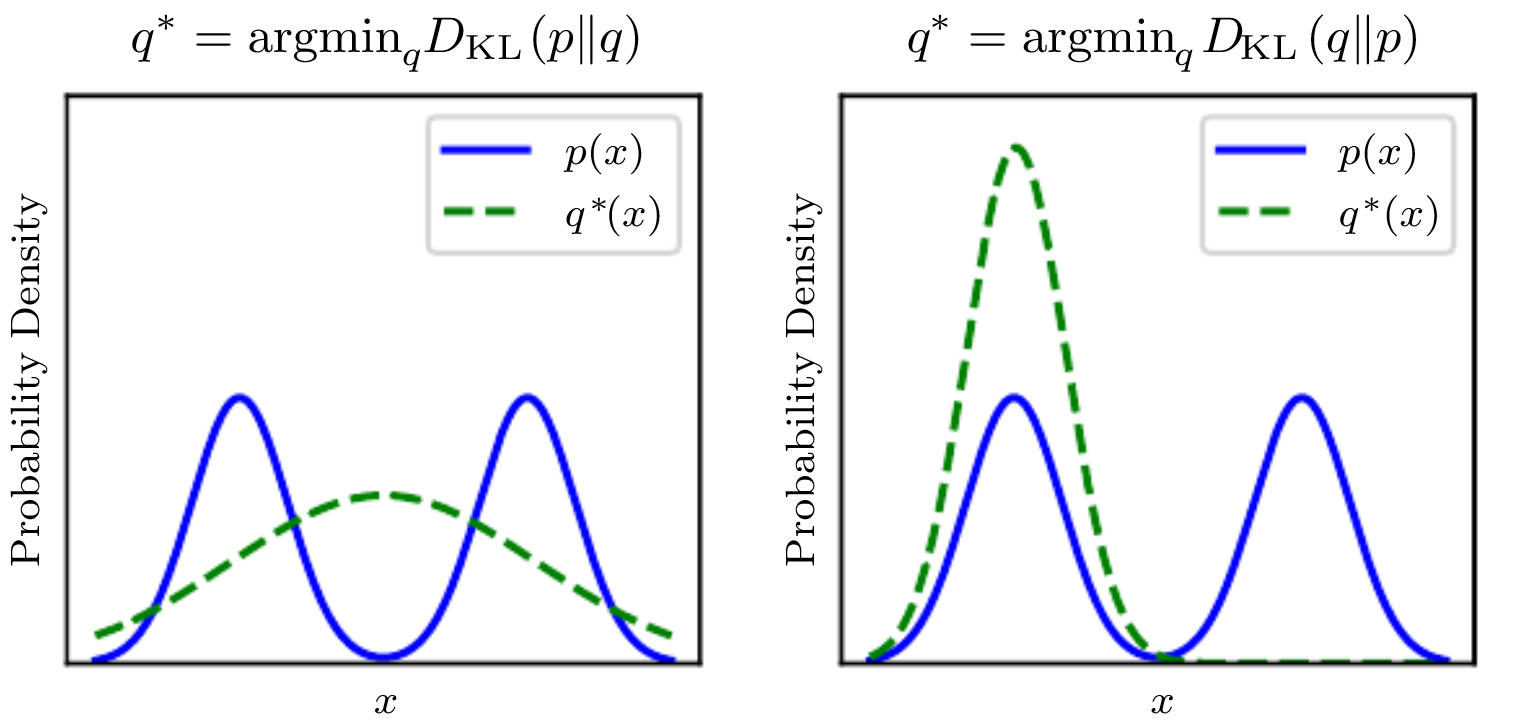 q* = argmin_q D_KL (p‖q)
p(x)
q*(x)
Probability Density
x
q* = argmin_q D_KL (q‖p)
p(x)
q*(x)
Probability Density
x